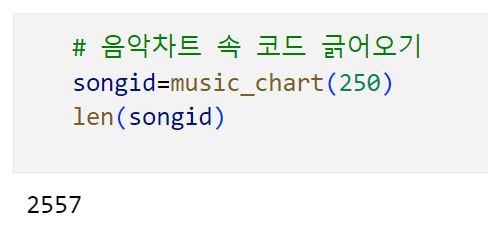 # 음악차트 속 코드 긁어오기
songid=music_chart(250)
len(songid)
2557